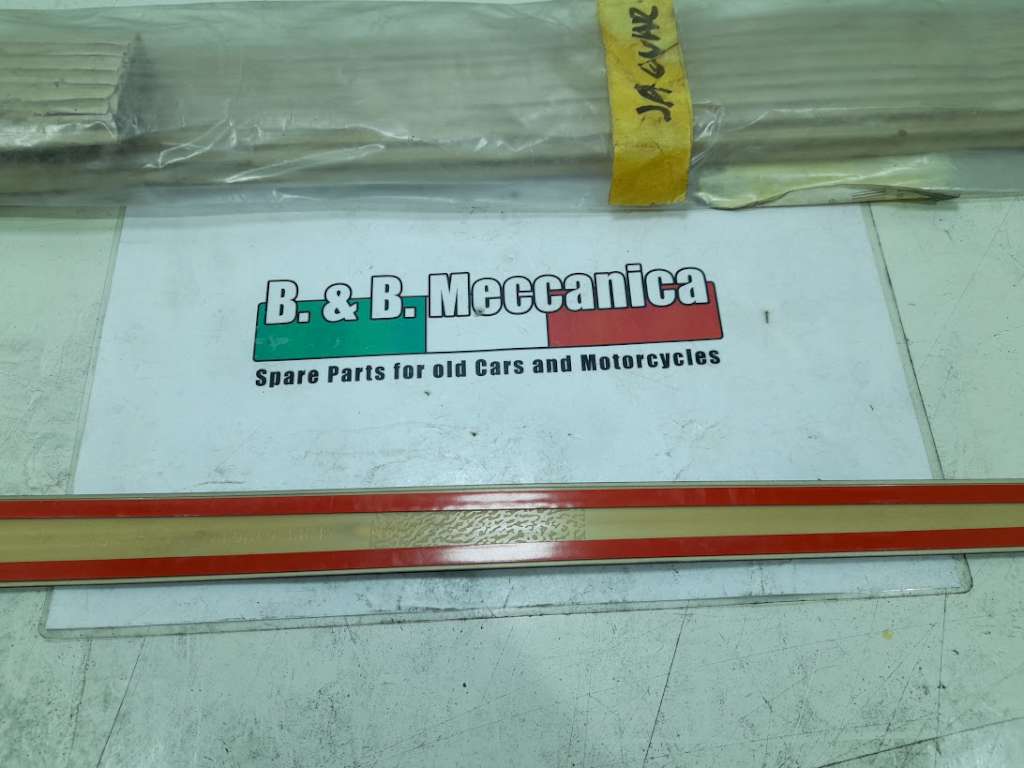 JAGUAR
B. & B. Meccanica
Spare Parts for old Cars and Motorcycles